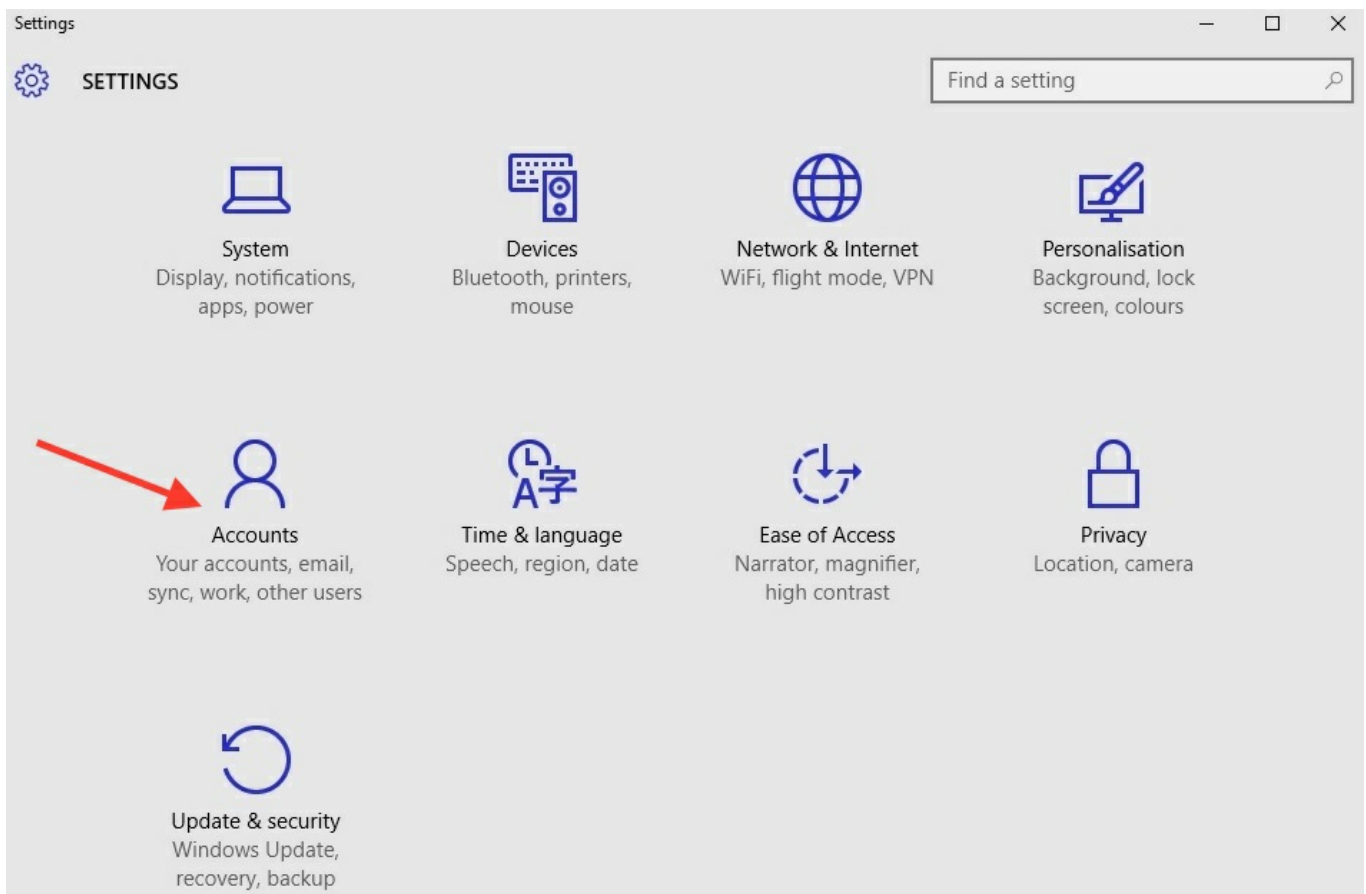 Settings
SETTINGS
Find a setting
System
Display, notifications,
apps, power
Devices
Bluetooth, printers,
mouse
Network & Internet
WiFi, flight mode, VPN
Personalisation
Background, lock
screen, colours
Accounts
Your accounts, email,
sync, work, other users
A字
Time & language
Speech, region, date
Ease of Access
Narrator, magnifier,
high contrast
Privacy
Location, camera
Update & security
Windows Update,
recovery, backup